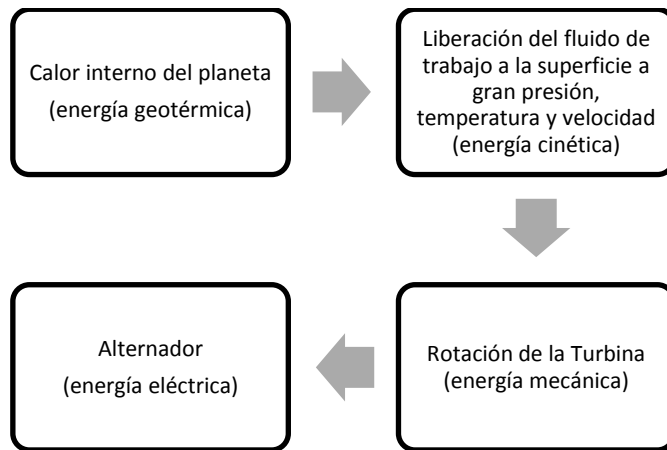 Calor interno del planeta
(energía geotérmica)
Liberación del fluido de
trabajo a la superficie a
gran presión,
temperatura y velocidad
(energía cinética)
Rotación de la Turbina
(energía mecánica)
Alternador
(energía eléctrica)